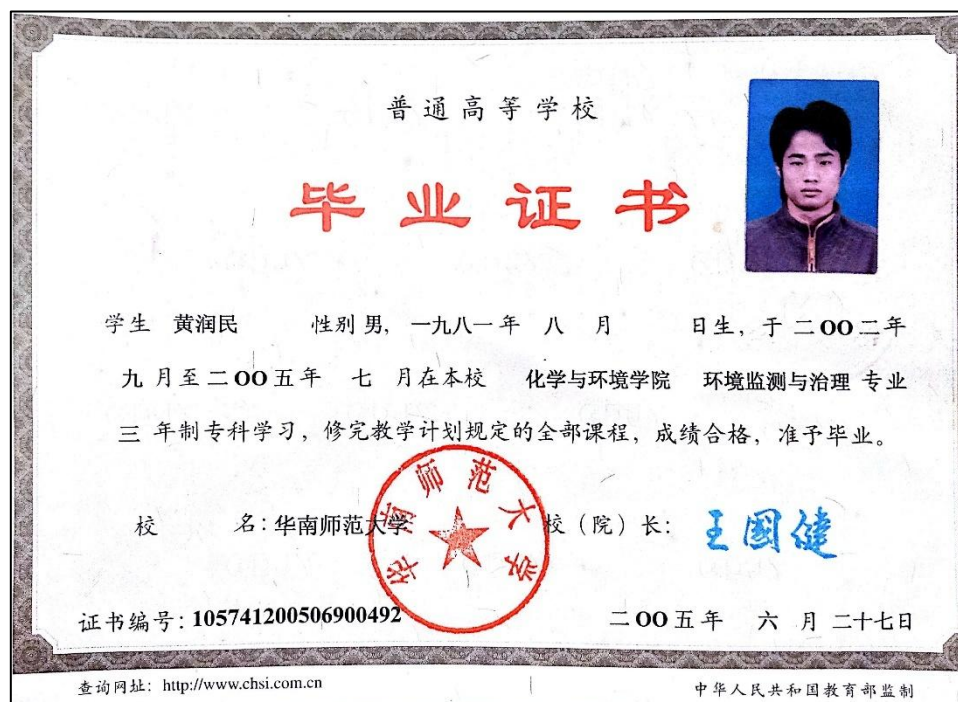 普通高等学校
毕业证书
学生 黄润民 性别 男, 一九八一年 八 月 日生, 于 二OO二年
九 月至二OO五年 七 月在本校 化学与环境学院 环境监测与治理 专业
三 年制专科学习, 修完教学计划规定的全部课程, 成绩合格, 准予毕业。
华南师范大学
校 名: 华南师范大学 校(院)长: 王國健
证书编号: 105741200506900492 二OO五年 六 月 二十七日
查询网址: http://www.chsi.com.cn 中华人民共和国教育部监制